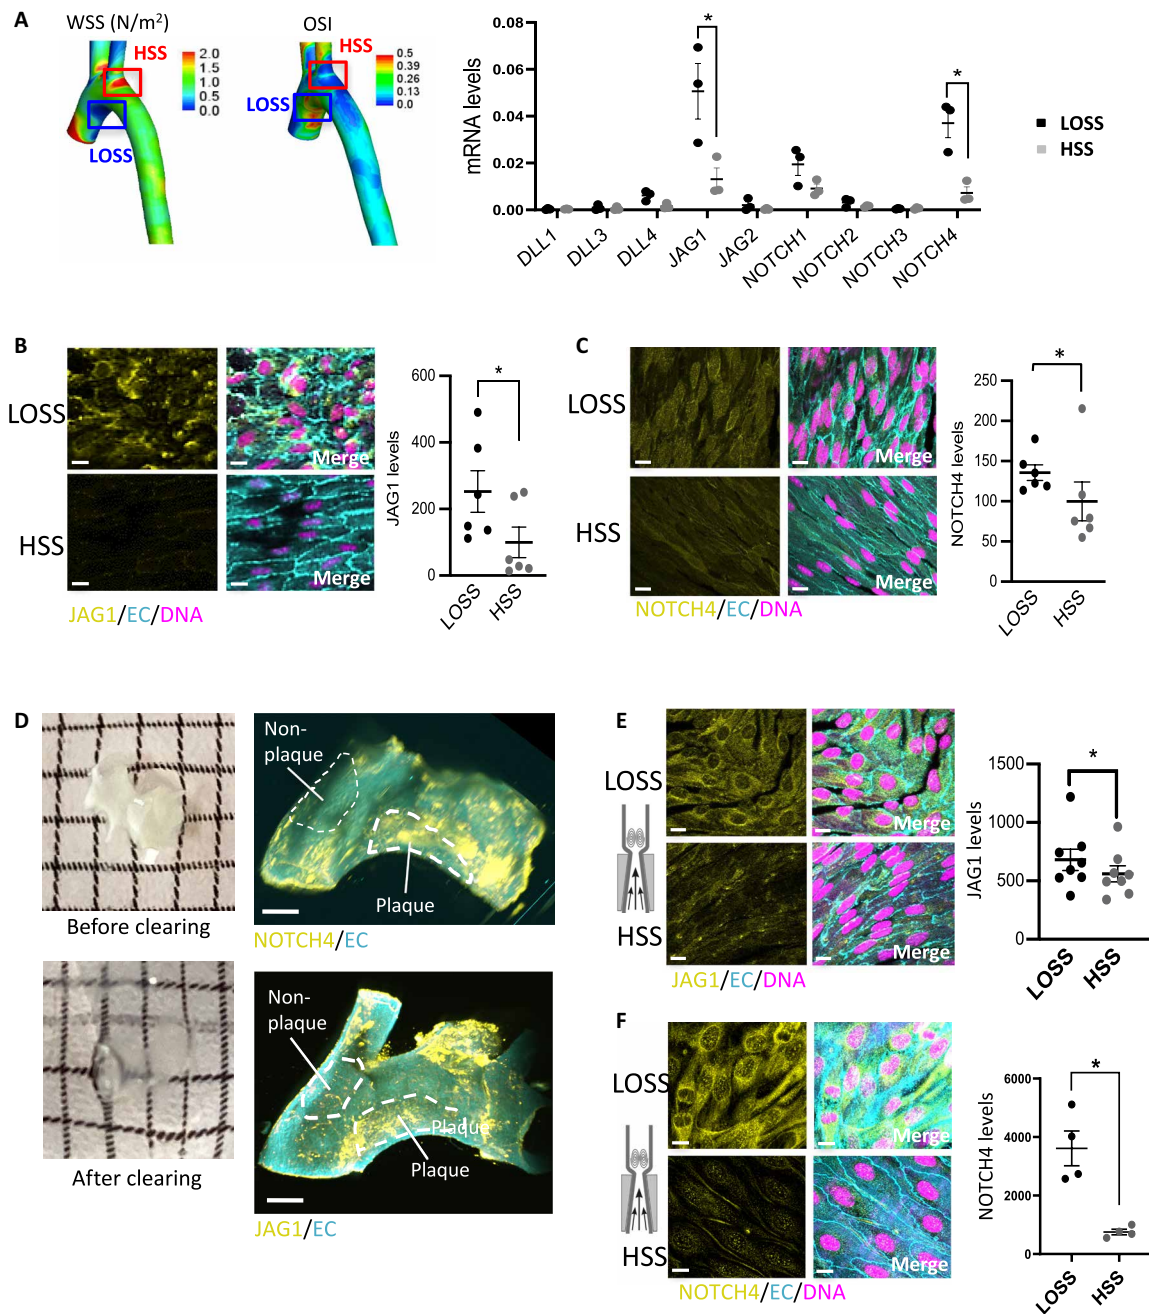 A
WSS (N/m²)
HSS
2.0
1.5
1.0
0.5
0.0
LOSS
OSI
HSS
0.5
0.39
0.26
0.13
0.0
LOSS
mRNA levels
0.08
0.06
0.04
0.02
0.00
*
*
DLL1
DLL3
DLL4
JAG1
JAG2
NOTCH1
NOTCH2
NOTCH3
NOTCH4
LOSS
HSS
B
LOSS
Merge
HSS
Merge
JAG1/EC/DNA
JAG1 levels
600
400
200
0
*
LOSS
HSS
C
LOSS
Merge
HSS
Merge
NOTCH4/EC/DNA
NOTCH4 levels
250
200
150
100
50
0
*
LOSS
HSS
D
Before clearing
After clearing
Non-
plaque
Plaque
NOTCH4/EC
Non-
plaque
Plaque
Plaque
JAG1/EC
E
LOSS
Merge
HSS
Merge
JAG1/EC/DNA
JAG1 levels
1500
1000
500
0
*
LOSS
HSS
F
LOSS
Merge
HSS
Merge
NOTCH4/EC/DNA
NOTCH4 levels
6000
4000
2000
0
*
LOSS
HSS